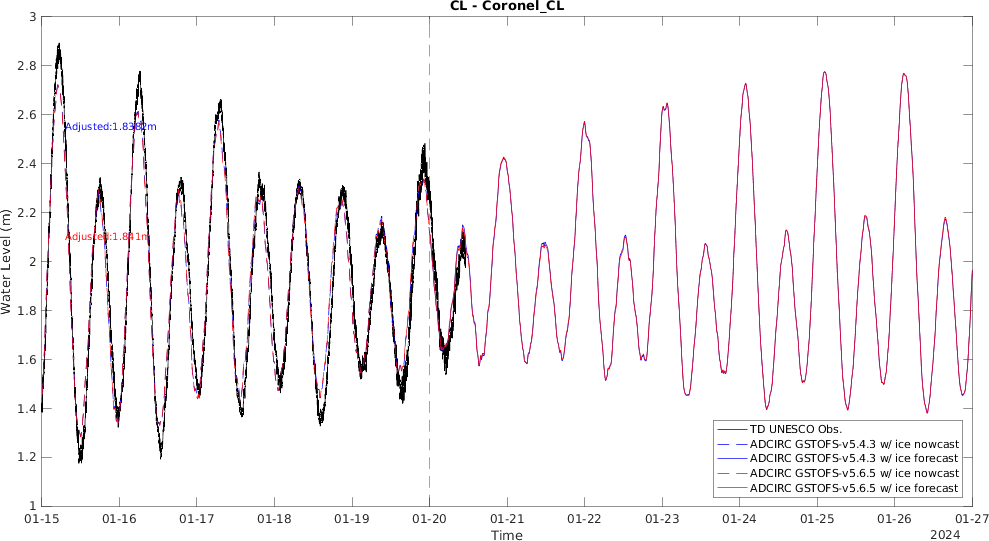 CL - Coronel_CL
3
2.8
2.6
2.4
2.2
2
1.8
1.6
1.4
1.2
1
Water Level (m)
Adjusted:1.8382m
Adjusted:1.841m
TD UNESCO Obs.
ADCIRC GSTOFS-v5.4.3 w/ ice nowcast
ADCIRC GSTOFS-v5.4.3 w/ ice forecast
ADCIRC GSTOFS-v5.6.5 w/ ice nowcast
ADCIRC GSTOFS-v5.6.5 w/ ice forecast
01-15 01-16 01-17 01-18 01-19 01-20 01-21 01-22 01-23 01-24 01-25 01-26 01-27
Time
2024